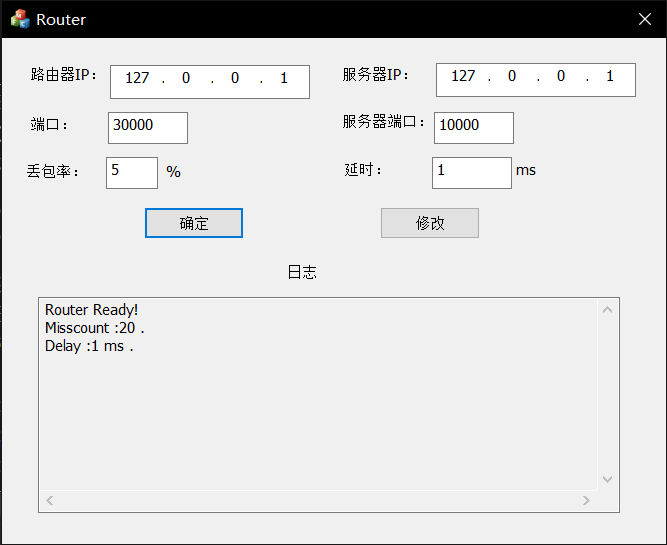 Router
路由器IP： 127 . 0 . 0 . 1 服务器IP： 127 . 0 . 0 . 1
端口： 30000 服务器端口： 10000
丢包率： 5 % 延时： 1 ms
确定 修改
日志
Router Ready!
Misscount :20 .
Delay :1 ms .